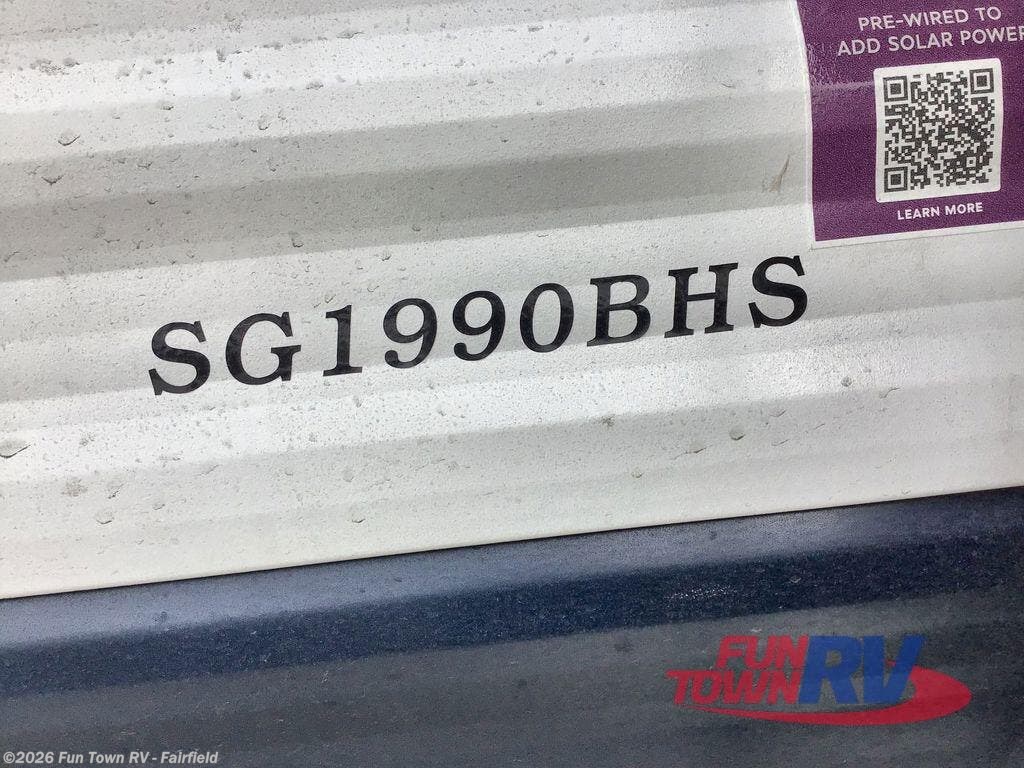 PRE-WIRED TO
ADD SOLAR POWER
LEARN MORE
SG1990BHS
FUN
TOWN RV
©2026 Fun Town RV - Fairfield